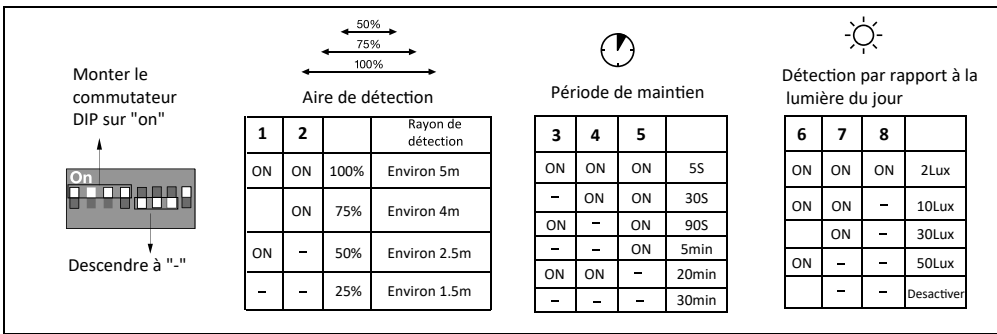 50%
75%
100%
Monter le
commutateur
DIP sur "on"
On
Descendre à "-"
Aire de détection
1 2 Rayon de détection
ON ON 100% Environ 5m
ON 75% Environ 4m
ON – 50% Environ 2.5m
– – 25% Environ 1.5m
Période de maintien
3 4 5
ON ON ON 5S
– ON ON 30S
ON – ON 90S
– – ON 5min
ON ON – 20min
– – – 30min
Détection par rapport à la
lumière du jour
6 7 8
ON ON ON 2Lux
ON ON – 10Lux
ON – 30Lux
ON – – 50Lux
– – Desactiver